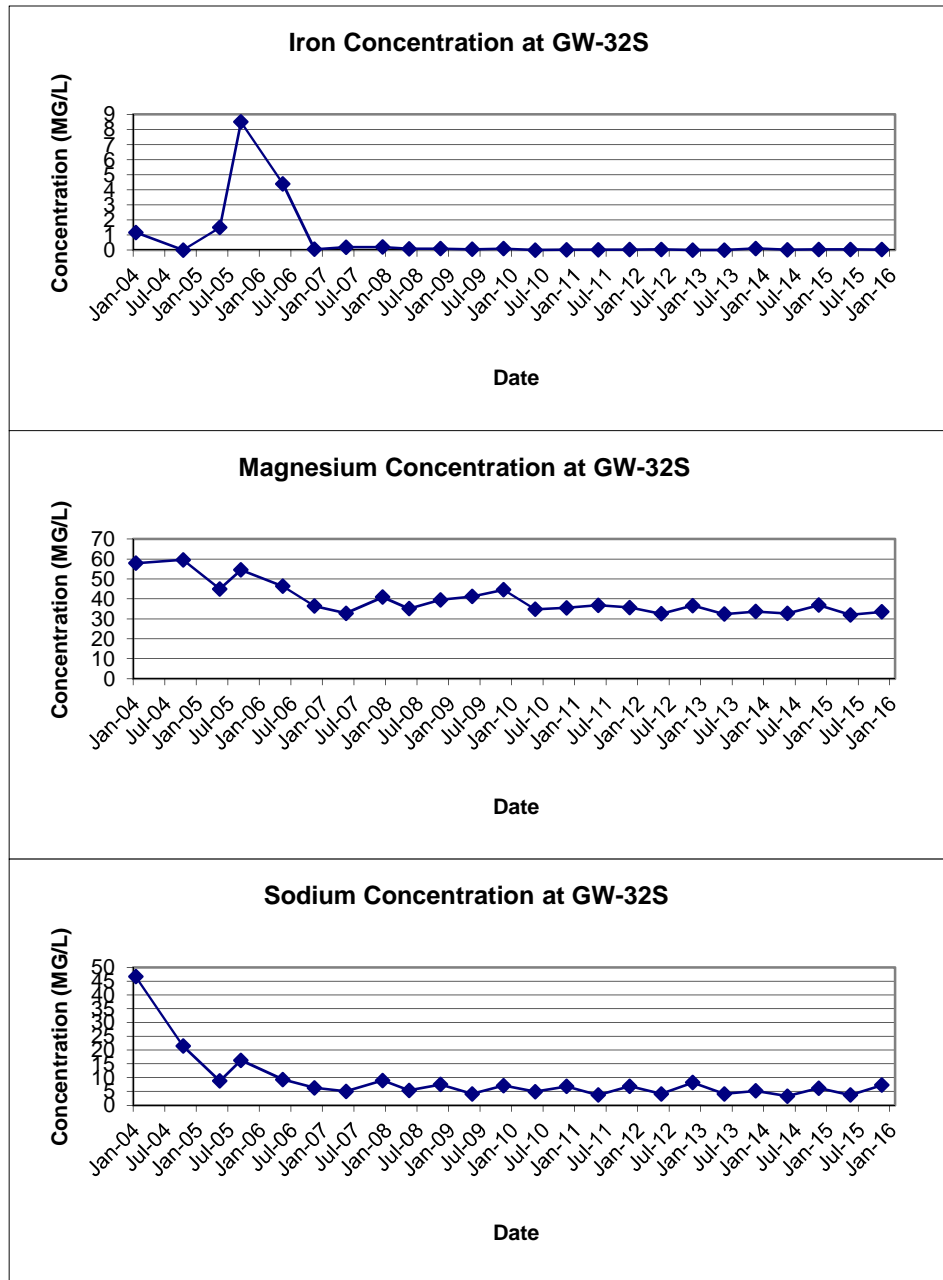 Iron Concentration at GW-32S
Concentration (MG/L)
9
8
7
6
5
4
3
2
1
0
Jan-04
Jul-04
Jan-05
Jul-05
Jan-06
Jul-06
Jan-07
Jul-07
Jan-08
Jul-08
Jan-09
Jul-09
Jan-10
Jul-10
Jan-11
Jul-11
Jan-12
Jul-12
Jan-13
Jul-13
Jan-14
Jul-14
Jan-15
Jul-15
Jan-16
Date
Magnesium Concentration at GW-32S
Concentration (MG/L)
70
60
50
40
30
20
10
0
Jan-04
Jul-04
Jan-05
Jul-05
Jan-06
Jul-06
Jan-07
Jul-07
Jan-08
Jul-08
Jan-09
Jul-09
Jan-10
Jul-10
Jan-11
Jul-11
Jan-12
Jul-12
Jan-13
Jul-13
Jan-14
Jul-14
Jan-15
Jul-15
Jan-16
Date
Sodium Concentration at GW-32S
Concentration (MG/L)
50
45
40
35
30
25
20
15
10
5
0
Jan-04
Jul-04
Jan-05
Jul-05
Jan-06
Jul-06
Jan-07
Jul-07
Jan-08
Jul-08
Jan-09
Jul-09
Jan-10
Jul-10
Jan-11
Jul-11
Jan-12
Jul-12
Jan-13
Jul-13
Jan-14
Jul-14
Jan-15
Jul-15
Jan-16
Date